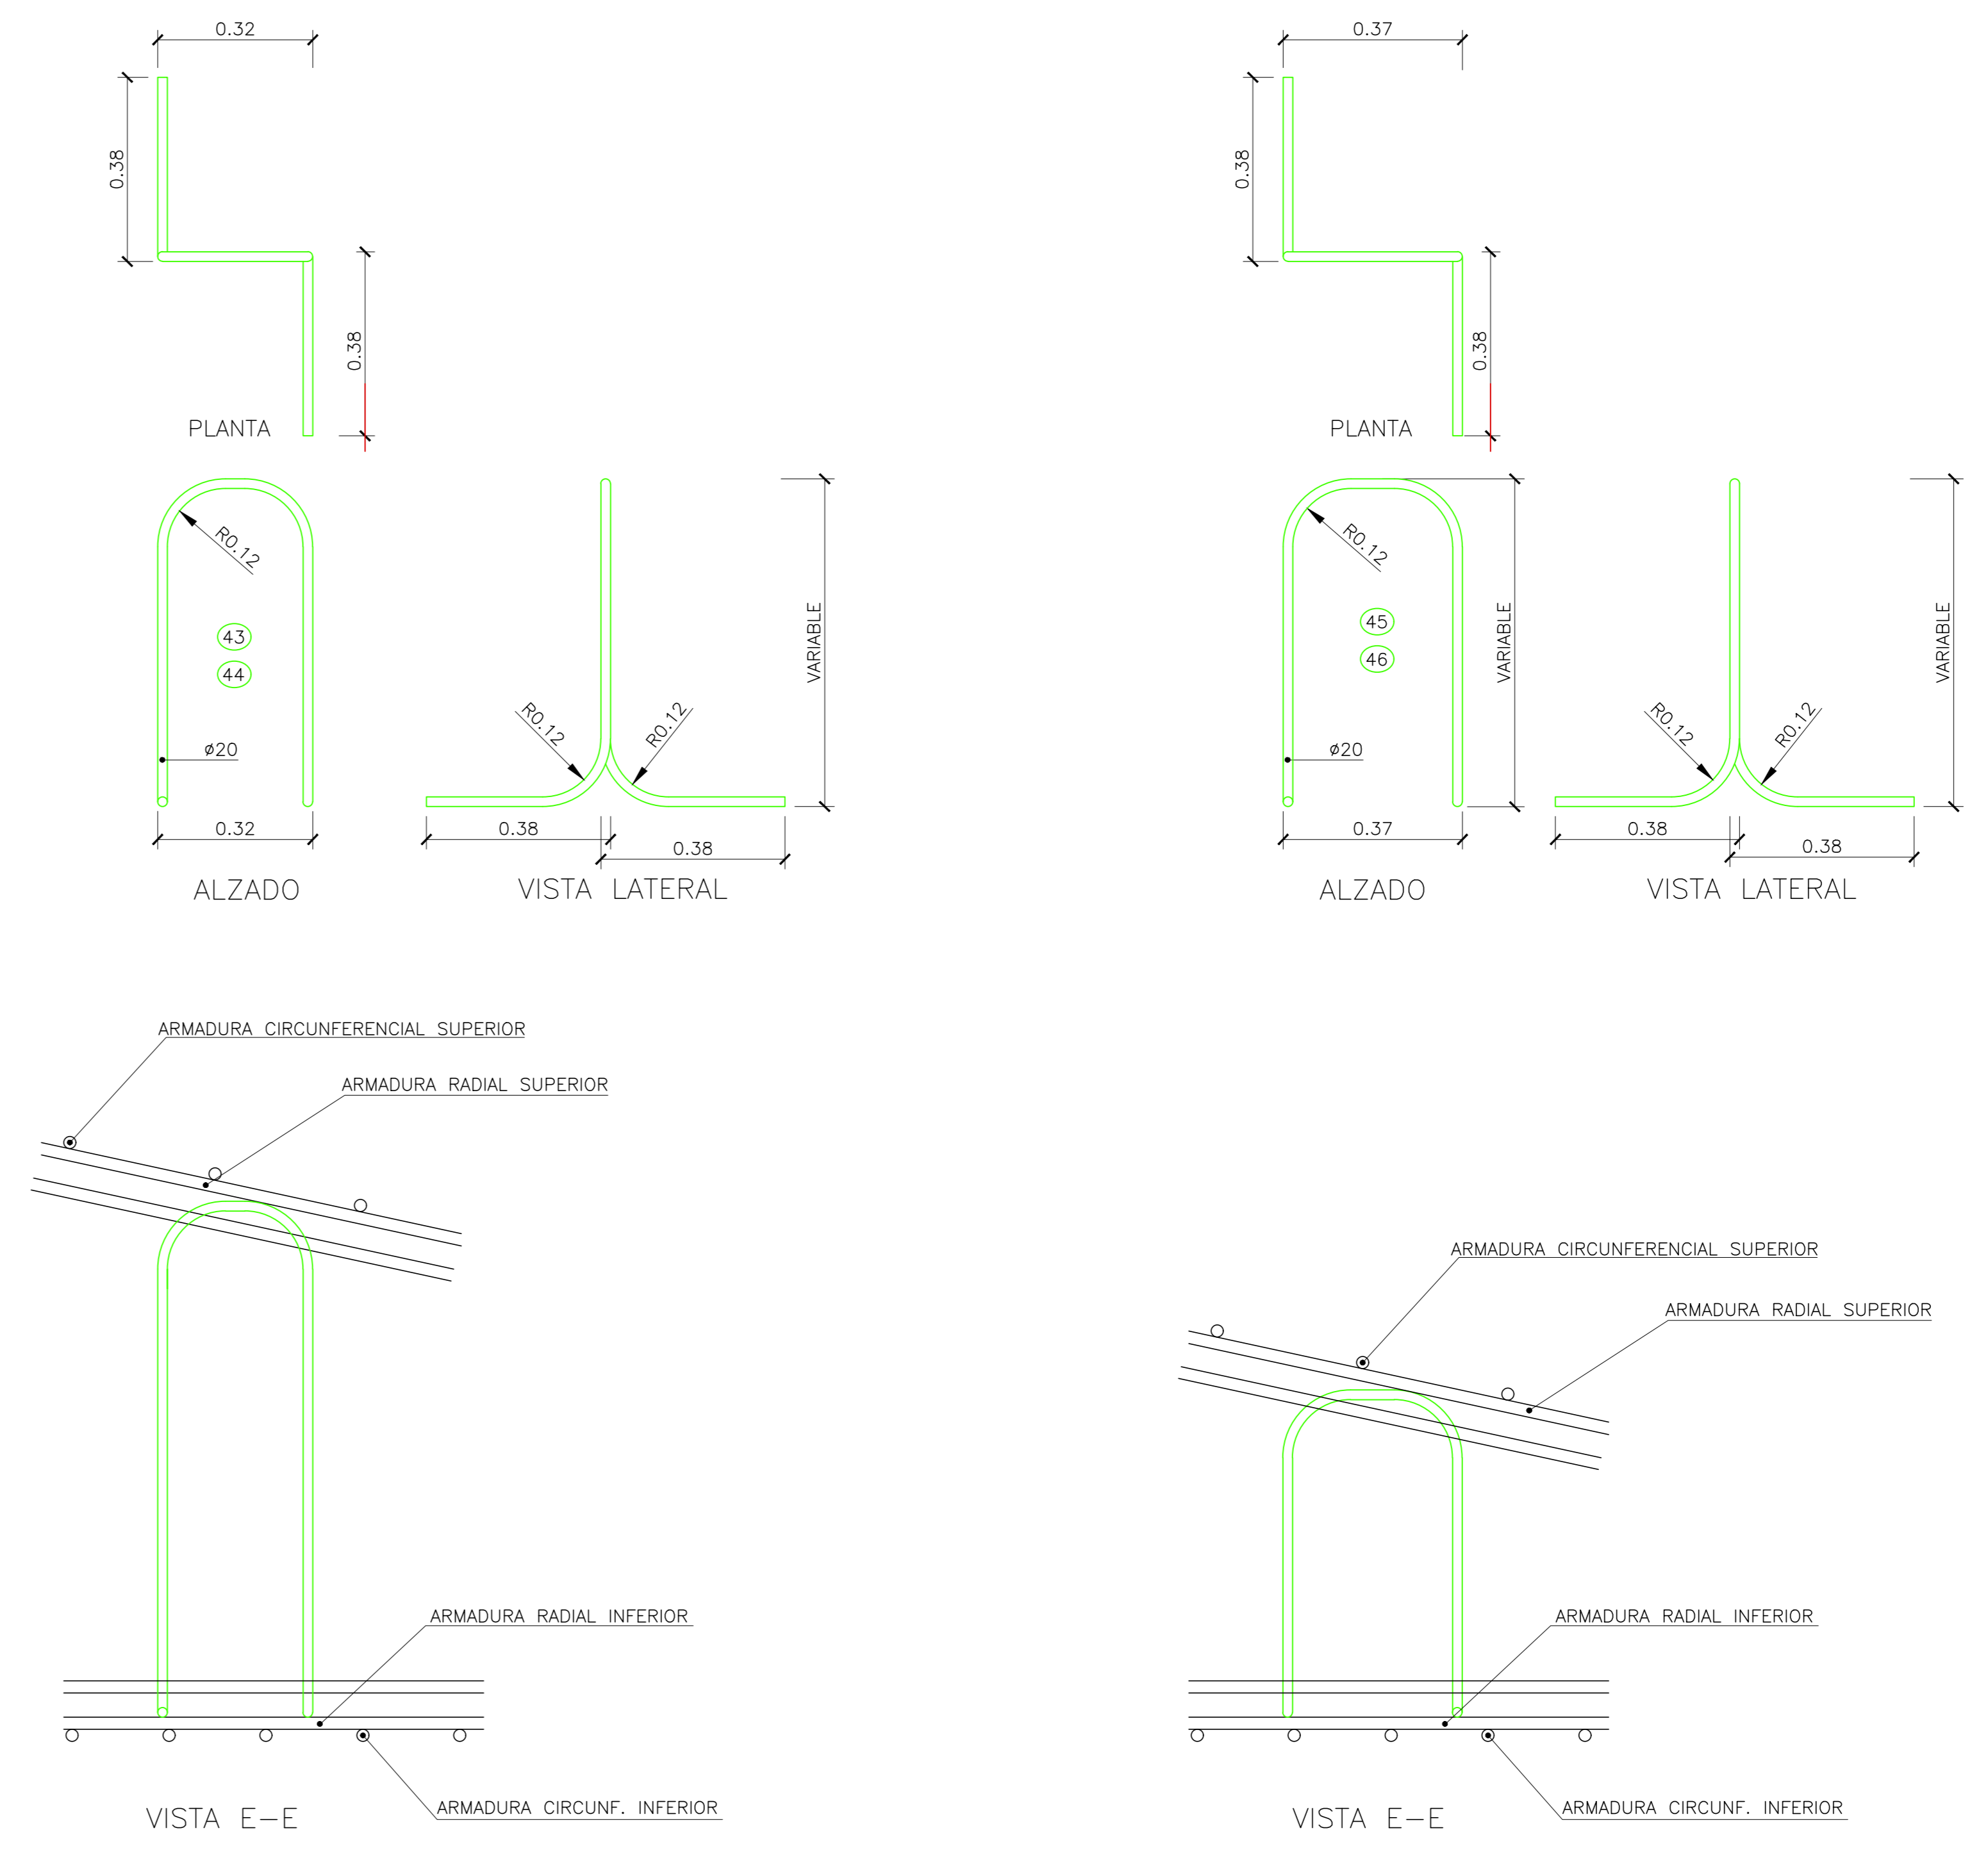 0.32
0.38
0.38
PLANTA
R0.12
43
44
ø20
0.32
ALZADO
R0.12
R0.12
VARIABLE
0.38
0.38
VISTA LATERAL
0.37
0.38
0.38
PLANTA
R0.12
45
46
ø20
VARIABLE
0.37
ALZADO
R0.12
R0.12
VARIABLE
0.38
0.38
VISTA LATERAL
ARMADURA CIRCUNFERENCIAL SUPERIOR
ARMADURA RADIAL SUPERIOR
ARMADURA RADIAL INFERIOR
ARMADURA CIRCUNF. INFERIOR
VISTA E-E
ARMADURA CIRCUNFERENCIAL SUPERIOR
ARMADURA RADIAL SUPERIOR
ARMADURA RADIAL INFERIOR
ARMADURA CIRCUNF. INFERIOR
VISTA E-E